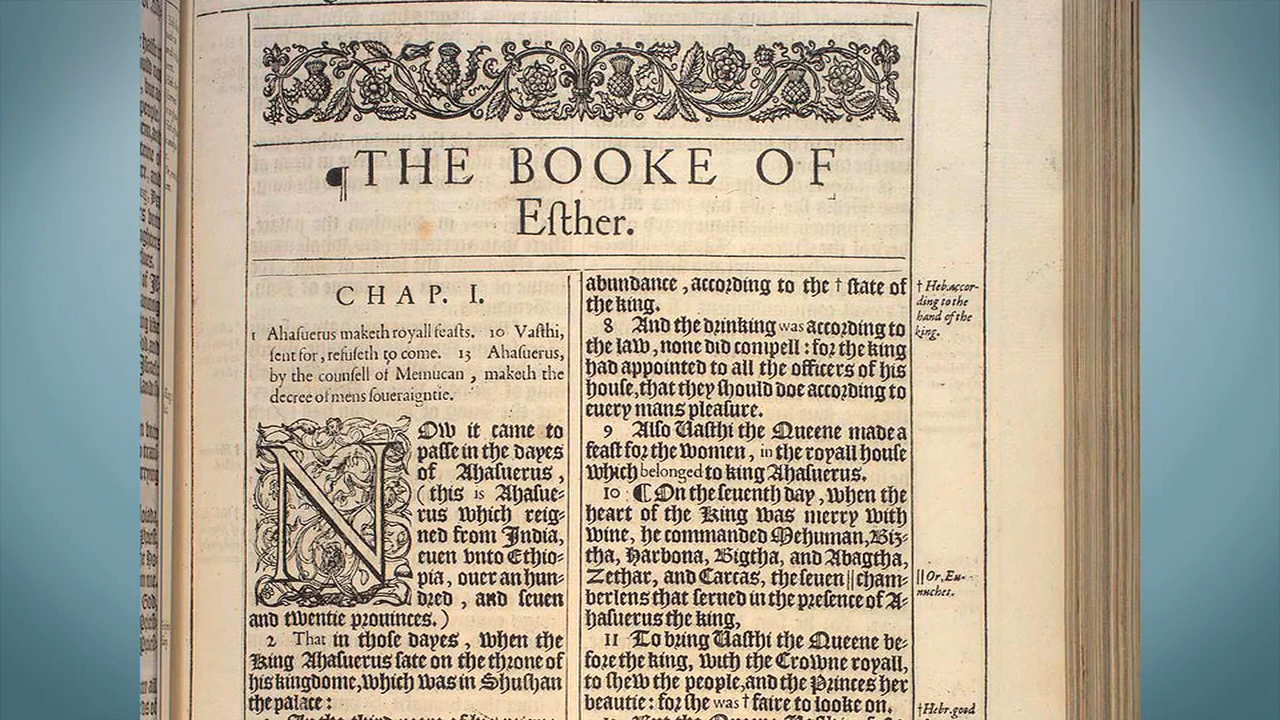 ¶THE BOOKE OF
Eſther.
CHAP. I.
1 Ahaſuerus maketh royall feaſts. 10 Vaſthi,
ſent for, refuſeth to come. 13 Ahaſuerus,
by the counſell of Memucan, maketh the
decree of mens ſoueraigntie.
NOw it came to
paſſe in the dayes
of Ahaſuerus,
(this is Ahaſue-
rus which reig-
ned from India,
euen vnto Ethio-
pia, ouer an hun-
dred, and ſeuen
and twentie prouinces.)
2 That in thoſe dayes, when the
King Ahaſuerus ſate on the throne of
his kingdome, which was in Shuſhan
the palace:
abundance, according to the † ſtate of
the king.
8 And the drinking was according to
the law, none did compell: for the king
had appointed to all the officers of his
houſe, that they ſhould doe according to
euery mans pleaſure.
9 Alſo Vaſthi the Queene made a
feaſt for the women, in the royall houſe
which belonged to king Ahaſuerus.
10 ¶ On the ſeuenth day, when the
heart of the King was merry with
wine, he commanded Mehuman, Biz-
tha, Harbona, Bigtha, and Abagtha,
Zethar, and Carcas, the ſeuen || cham-
berlens that ſerued in the preſence of A-
haſuerus the king,
11 To bring Vaſthi the Queene be-
fore the king, with the Crowne royall,
to ſhew the people, and the Princes her
beautie: for ſhe was † faire to looke on.
† Heb. accor-
ding to the
hand of the
king.
|| Or, Eu-
nuches.
† Hebr. good